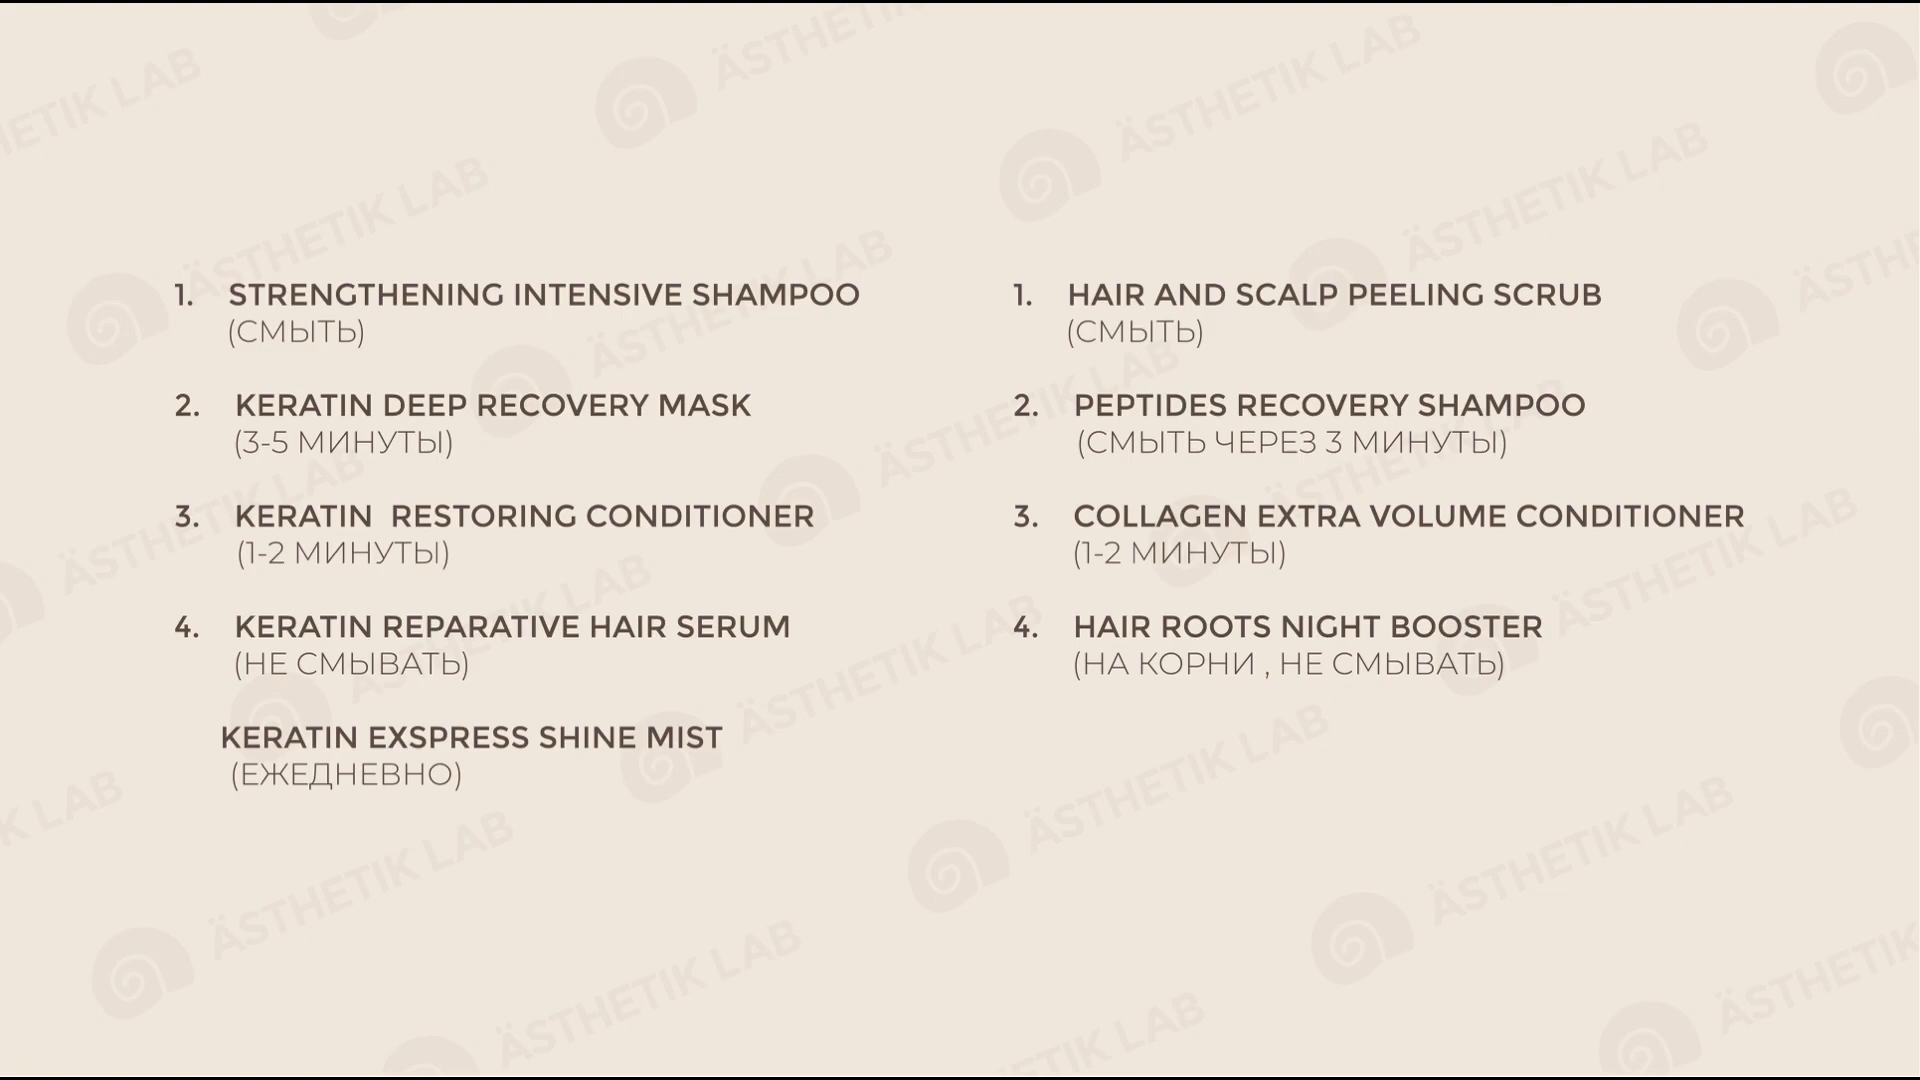 1. STRENGTHENING INTENSIVE SHAMPOO
(СМЫТЬ)
2. KERATIN DEEP RECOVERY MASK
(3-5 МИНУТЫ)
3. KERATIN RESTORING CONDITIONER
(1-2 МИНУТЫ)
4. KERATIN REPARATIVE HAIR SERUM
(НЕ СМЫВАТЬ)
KERATIN EXSPRESS SHINE MIST
(ЕЖЕДНЕВНО)
1. HAIR AND SCALP PEELING SCRUB
(СМЫТЬ)
2. PEPTIDES RECOVERY SHAMPOO
(СМЫТЬ ЧЕРЕЗ 3 МИНУТЫ)
3. COLLAGEN EXTRA VOLUME CONDITIONER
(1-2 МИНУТЫ)
4. HAIR ROOTS NIGHT BOOSTER
(НА КОРНИ , НЕ СМЫВАТЬ)
ÄSTHETIK LAB